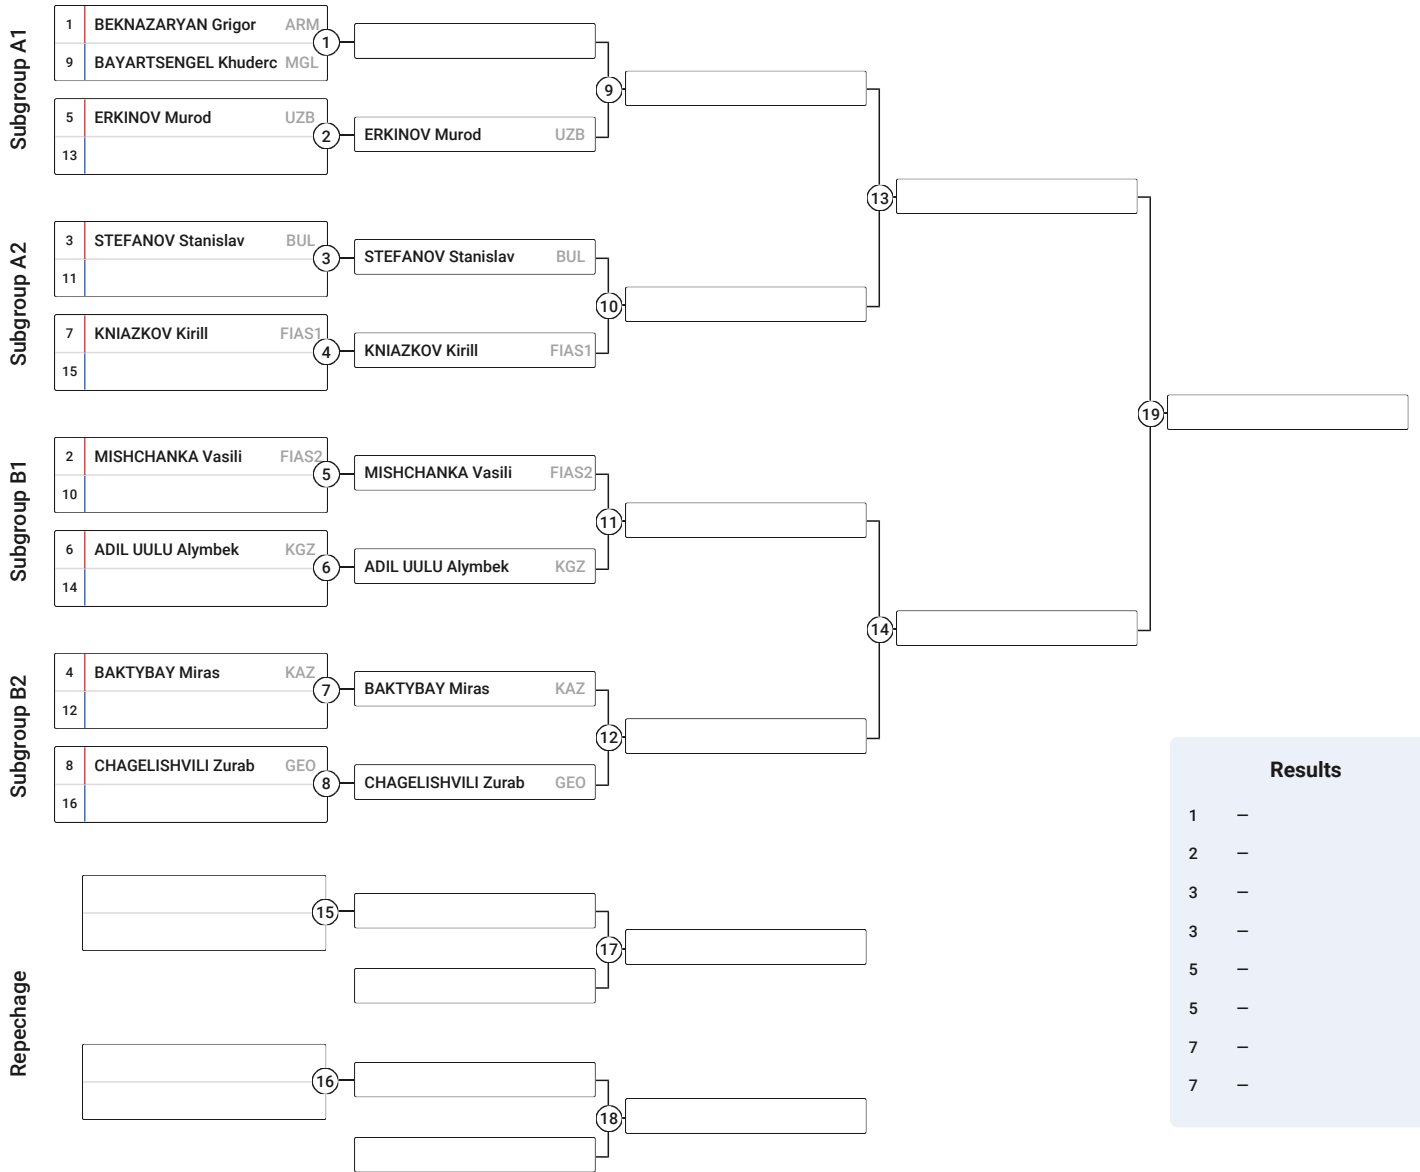 Subgroup A1
1 BEKNAZARYAN Grigor ARM
9 BAYARTSENGEL Khuderc MGL
1
5 ERKINOV Murod UZB
13
2
ERKINOV Murod UZB
9
Subgroup A2
3 STEFANOV Stanislav BUL
11
3
STEFANOV Stanislav BUL
7 KNIAZKOV Kirill FIAS1
15
4
KNIAZKOV Kirill FIAS1
10
13
Subgroup B1
2 MISHCHANKA Vasili FIAS2
10
5
MISHCHANKA Vasili FIAS2
6 ADIL UULU Alymbek KGZ
14
6
ADIL UULU Alymbek KGZ
11
Subgroup B2
4 BAKTYBAY Miras KAZ
12
7
BAKTYBAY Miras KAZ
8 CHAGELISHVILI Zurab GEO
16
8
CHAGELISHVILI Zurab GEO
12
14
19
Repechage
15
17
16
18
Results
1 –
2 –
3 –
3 –
5 –
5 –
7 –
7 –